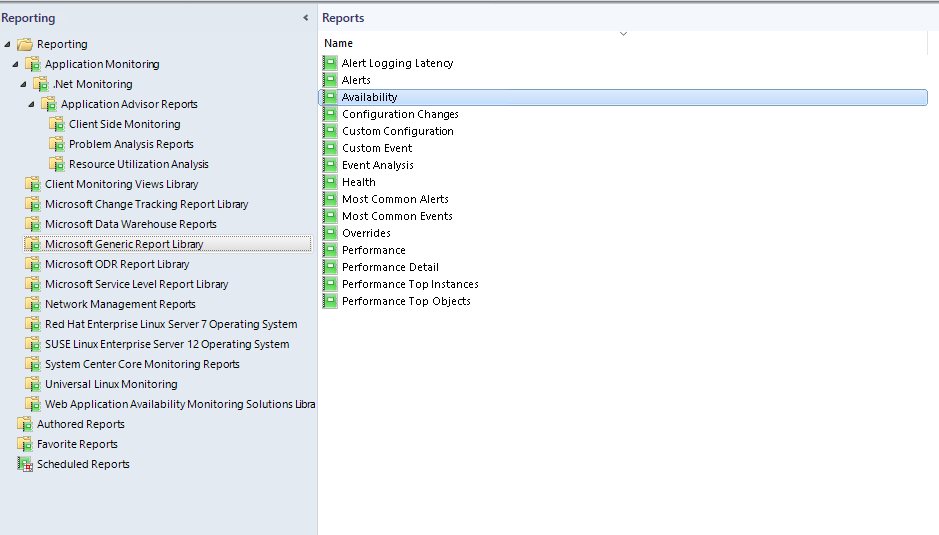 Reporting
Reporting
Application Monitoring
.Net Monitoring
Application Advisor Reports
Client Side Monitoring
Problem Analysis Reports
Resource Utilization Analysis
Client Monitoring Views Library
Microsoft Change Tracking Report Library
Microsoft Data Warehouse Reports
Microsoft Generic Report Library
Microsoft ODR Report Library
Microsoft Service Level Report Library
Network Management Reports
Red Hat Enterprise Linux Server 7 Operating System
SUSE Linux Enterprise Server 12 Operating System
System Center Core Monitoring Reports
Universal Linux Monitoring
Web Application Availability Monitoring Solutions Libra
Authored Reports
Favorite Reports
Scheduled Reports
Reports
Name
Alert Logging Latency
Alerts
Availability
Configuration Changes
Custom Configuration
Custom Event
Event Analysis
Health
Most Common Alerts
Most Common Events
Overrides
Performance
Performance Detail
Performance Top Instances
Performance Top Objects